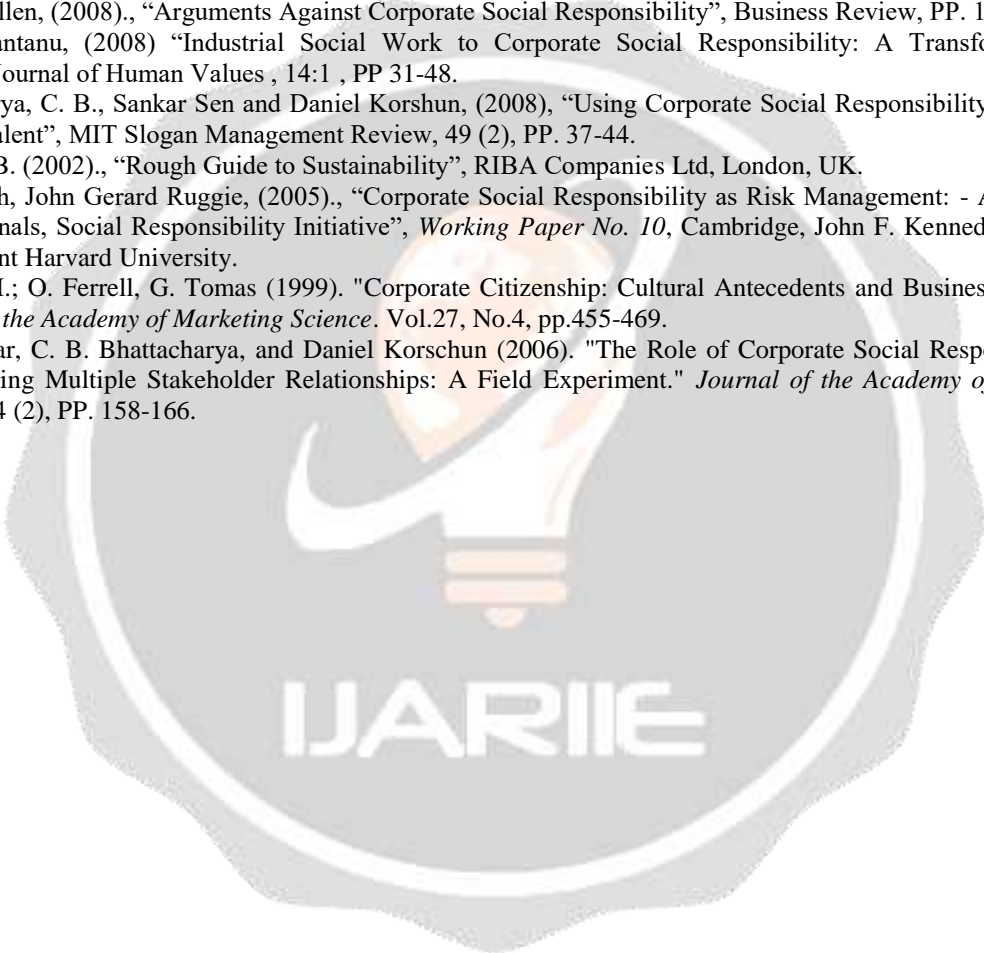 llen, (2008)., “Arguments Against Corporate Social Responsibility”, Business Review, PP. 1
antanu, (2008) “Industrial Social Work to Corporate Social Responsibility: A Transfo
Journal of Human Values , 14:1 , PP 31-48.
rya, C. B., Sankar Sen and Daniel Korshun, (2008), “Using Corporate Social Responsibility
alent”, MIT Slogan Management Review, 49 (2), PP. 37-44.
B. (2002)., “Rough Guide to Sustainability”, RIBA Companies Ltd, London, UK.
h, John Gerard Ruggie, (2005)., “Corporate Social Responsibility as Risk Management: - A
nals, Social Responsibility Initiative”, Working Paper No. 10, Cambridge, John F. Kenned
nt Harvard University.
I.; O. Ferrell, G. Tomas (1999). "Corporate Citizenship: Cultural Antecedents and Busines
the Academy of Marketing Science. Vol.27, No.4, pp.455-469.
ar, C. B. Bhattacharya, and Daniel Korschun (2006). "The Role of Corporate Social Resp
ing Multiple Stakeholder Relationships: A Field Experiment." Journal of the Academy o
4 (2), PP. 158-166.
IJARIIE